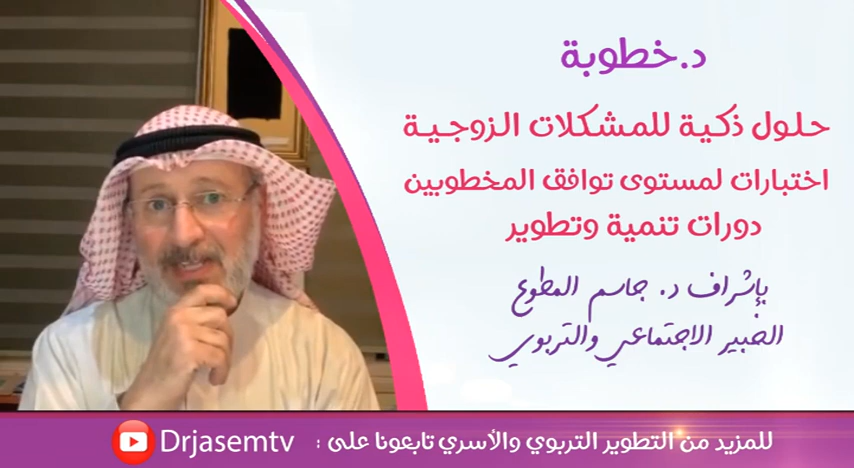 د.خطوبة
حلول ذكية للمشكلات الزوجية
اختبارات لمستوى توافق المخطوبين
دورات تنمية وتطوير
بإشراف د. جاسم المطوع
الخبير الاجتماعي والتربوي
للمزيد من التطوير التربوي والأسري تابعونا على : Drjasemtv